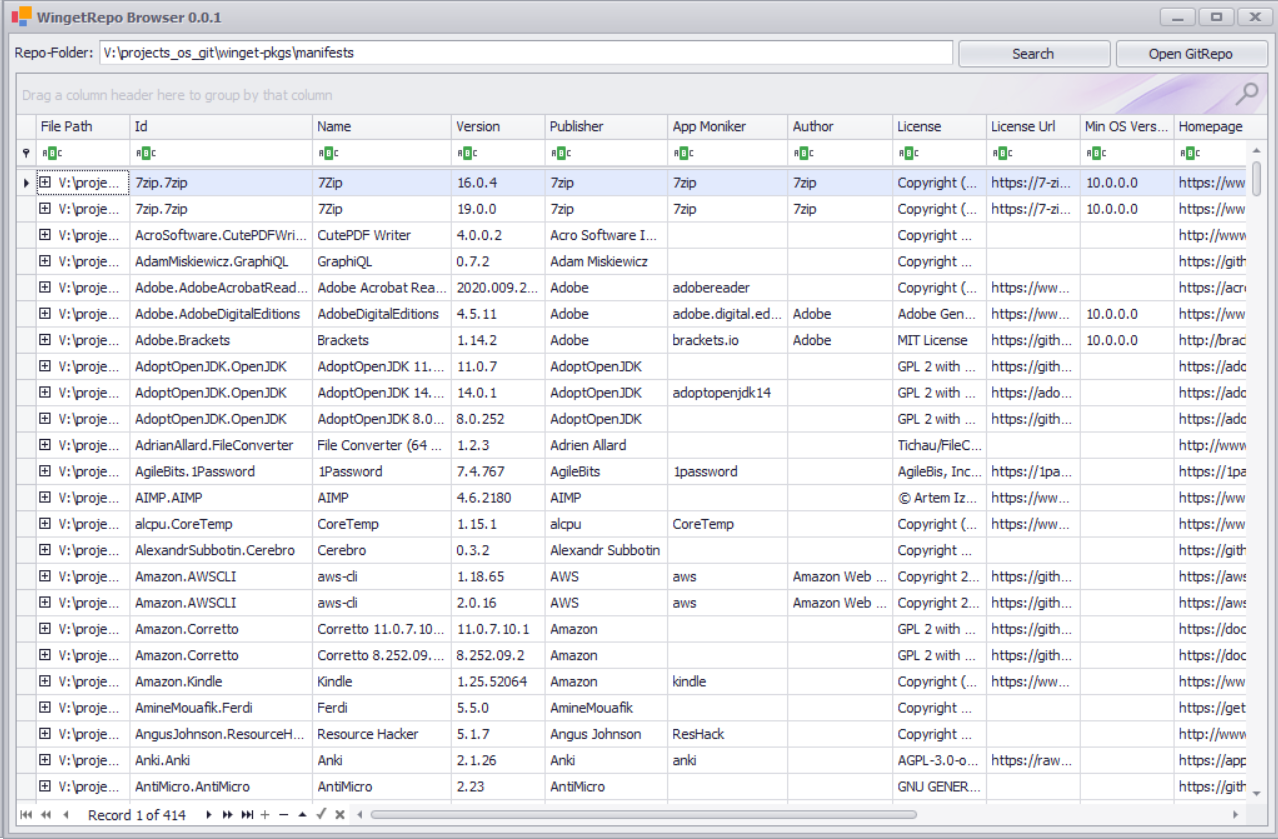 WingetRepo Browser 0.0.1
Repo-Folder: V:\projects_os_git\winget-pkgs\manifests Search Open GitRepo
Drag a column header here to group by that column
File Path Id Name Version Publisher App Moniker Author License License Url Min OS Vers... Homepage
ABC ABC ABC ABC ABC ABC ABC ABC ABC ABC ABC
V:\proje... 7zip.7zip 7Zip 16.0.4 7zip 7zip 7zip Copyright (... https://7-zi... 10.0.0.0 https://ww
V:\proje... 7zip.7zip 7Zip 19.0.0 7zip 7zip 7zip Copyright (... https://7-zi... 10.0.0.0 https://ww
V:\proje... AcroSoftware.CutePDFWri... CutePDF Writer 4.0.0.2 Acro Software I... Copyright ... http://www
V:\proje... AdamMiskiewicz.GraphiQL GraphiQL 0.7.2 Adam Miskiewicz Copyright ... https://gith
V:\proje... Adobe.AdobeAcrobatRead... Adobe Acrobat Rea... 2020.009.2... Adobe adobereader Copyright (... https://ww... https://acr
V:\proje... Adobe.AdobeDigitalEditions AdobeDigitalEditions 4.5.11 Adobe adobe.digital.ed... Adobe Adobe Gen... https://ww... 10.0.0.0 https://ww
V:\proje... Adobe.Brackets Brackets 1.14.2 Adobe brackets.io Adobe MIT License https://gith... 10.0.0.0 http://brac
V:\proje... AdoptOpenJDK.OpenJDK AdoptOpenJDK 11.... 11.0.7 AdoptOpenJDK GPL 2 with ... https://gith... https://ado
V:\proje... AdoptOpenJDK.OpenJDK AdoptOpenJDK 14.... 14.0.1 AdoptOpenJDK adoptopenjdk14 GPL 2 with ... https://ado... https://ado
V:\proje... AdoptOpenJDK.OpenJDK AdoptOpenJDK 8.0... 8.0.252 AdoptOpenJDK GPL 2 with ... https://gith... https://ado
V:\proje... AdrianAllard.FileConverter File Converter (64 ... 1.2.3 Adrien Allard Tichau/FileC... http://www
V:\proje... AgileBits.1Password 1Password 7.4.767 AgileBits 1password AgileBis, Inc... https://1pa... https://1pa
V:\proje... AIMP.AIMP AIMP 4.6.2180 AIMP © Artem Iz... https://ww... https://ww
V:\proje... alcpu.CoreTemp CoreTemp 1.15.1 alcpu CoreTemp Copyright (... https://ww... https://ww
V:\proje... AlexandrSubbotin.Cerebro Cerebro 0.3.2 Alexandr Subbotin Copyright ... https://gith
V:\proje... Amazon.AWSCLI aws-cli 1.18.65 AWS aws Amazon Web ... Copyright 2... https://gith... https://aws
V:\proje... Amazon.AWSCLI aws-cli 2.0.16 AWS aws Amazon Web ... Copyright 2... https://gith... https://aws
V:\proje... Amazon.Corretto Corretto 11.0.7.10... 11.0.7.10.1 Amazon GPL 2 with ... https://gith... https://doc
V:\proje... Amazon.Corretto Corretto 8.252.09.... 8.252.09.2 Amazon GPL 2 with ... https://gith... https://doc
V:\proje... Amazon.Kindle Kindle 1.25.52064 Amazon kindle Copyright (... https://ww... https://ww
V:\proje... AmineMouafik.Ferdi Ferdi 5.5.0 AmineMouafik Copyright ... https://get
V:\proje... AngusJohnson.ResourceH... Resource Hacker 5.1.7 Angus Johnson ResHack Copyright ... http://www
V:\proje... Anki.Anki Anki 2.1.26 Anki anki AGPL-3.0-o... https://raw... https://app
V:\proje... AntiMicro.AntiMicro AntiMicro 2.23 AntiMicro GNU GENER... https://gith
Record 1 of 414